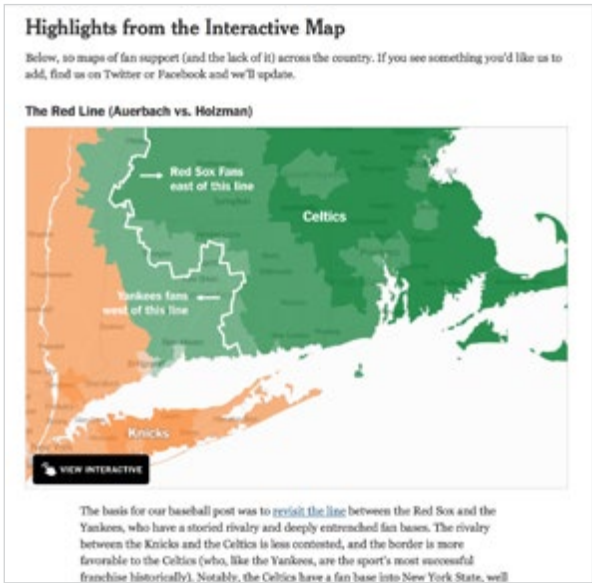 Highlights from the Interactive Map
Below, 10 maps of fan support (and the lack of it) across the country. If you see something you'd like us to
add, find us on Twitter or Facebook and we'll update.
The Red Line (Auerbach vs. Holzman)
Red Sox Fans
east of this line
Celtics
Yankees fans
west of this line
Knicks
VIEW INTERACTIVE
The basis for our baseball post was to revisit the line between the Red Sox and the
Yankees, who have a storied rivalry and deeply entrenched fan bases. The rivalry
between the Knicks and the Celtics is less contested, and the border is more
favorable to the Celtics (who, like the Yankees, are the sport's most successful
franchise historically). Notably, the Celtics have a fan base into New York State, well